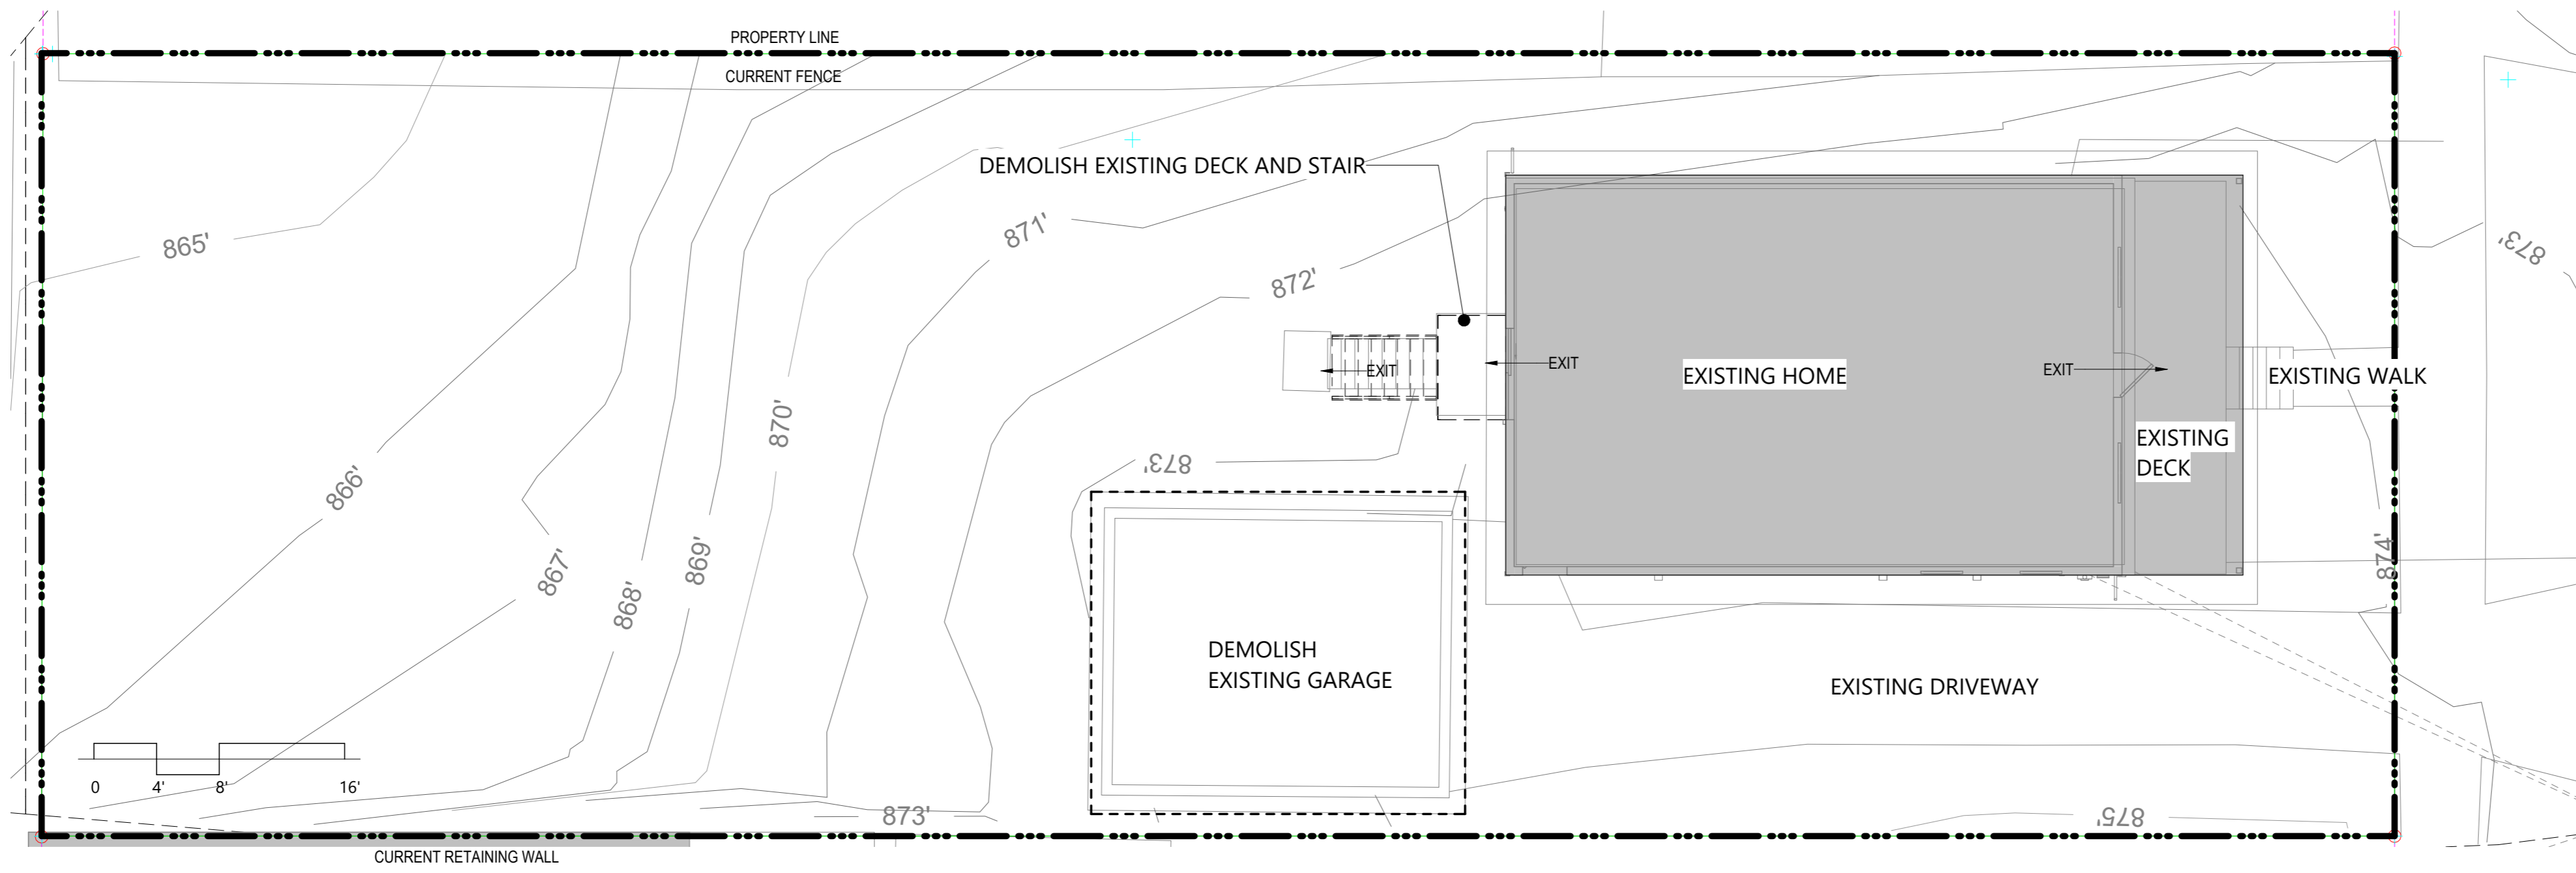 PROPERTY LINE
CURRENT FENCE
DEMOLISH EXISTING DECK AND STAIR
865'
871'
872'
873'
EXIT
EXIT
EXIT
EXISTING HOME
EXISTING WALK
870'
EXISTING
DECK
873'
866'
867'
869'
868'
874'
DEMOLISH
EXISTING GARAGE
EXISTING DRIVEWAY
0
4'
8'
16'
873'
875'
CURRENT RETAINING WALL